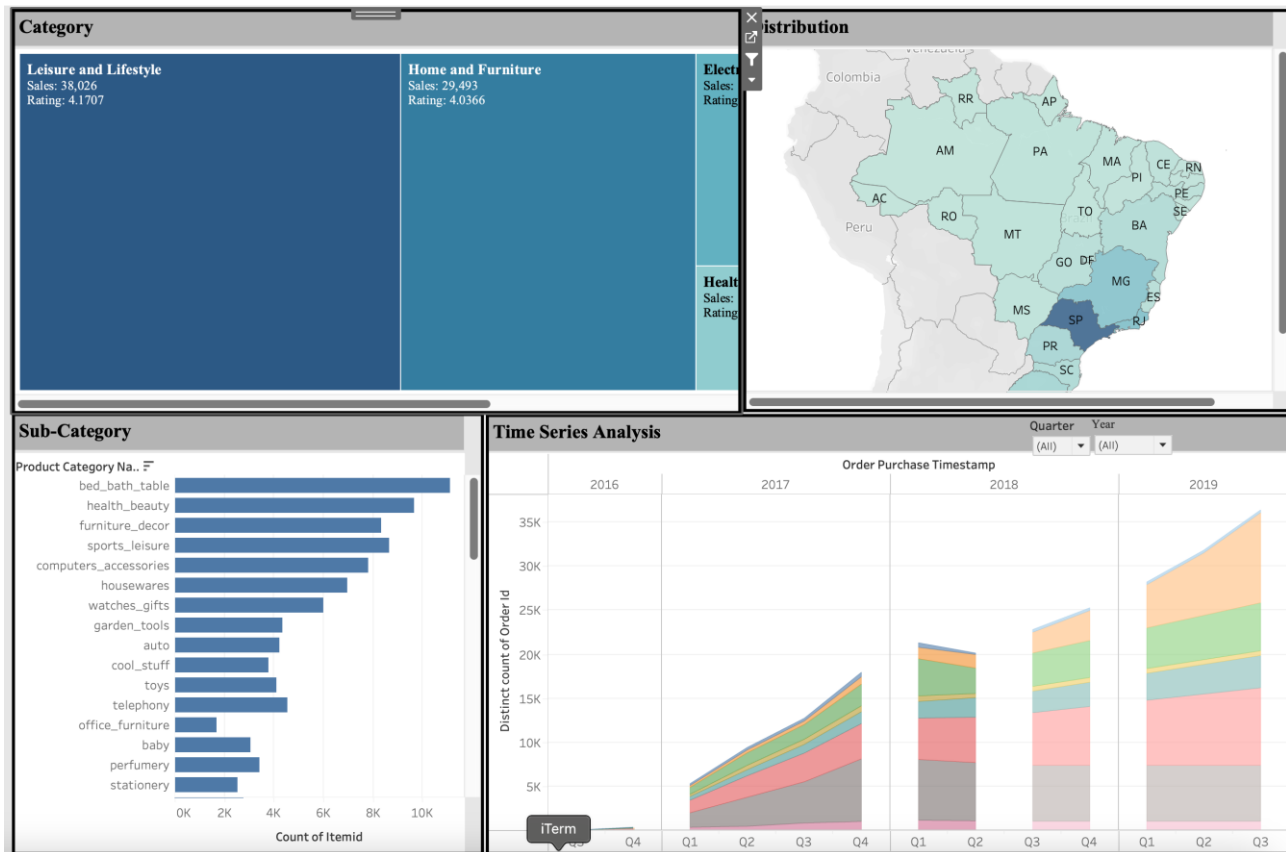 Category
Leisure and Lifestyle
Sales: 38,026
Rating: 4.1707
Home and Furniture
Sales: 29,493
Rating: 4.0366
Sales:
Rating:
Sales:
Rating:
Distribution
Venezuela
Colombia
RR
AP
AM
PA
MA
CE
RN
PI
PE
AC
TO
SE
RO
BA
Peru
MT
GO
DF
MG
MS
ES
SP
RJ
PR
SC
Sub-Category
Product Category Na..
bed_bath_table
health_beauty
furniture_decor
sports_leisure
computers_accessories
housewares
watches_gifts
garden_tools
auto
cool_stuff
toys
telephony
office_furniture
baby
perfumery
stationery
0K 2K 4K 6K 8K 10K
Count of Itemid
Time Series Analysis
Quarter Year
(All) (All)
Order Purchase Timestamp
2016 2017 2018 2019
35K
30K
25K
20K
15K
10K
5K
Distinct count of Order Id
iTerm
Q4 Q1 Q2 Q3 Q4 Q1 Q2 Q3 Q4 Q1 Q2 Q3